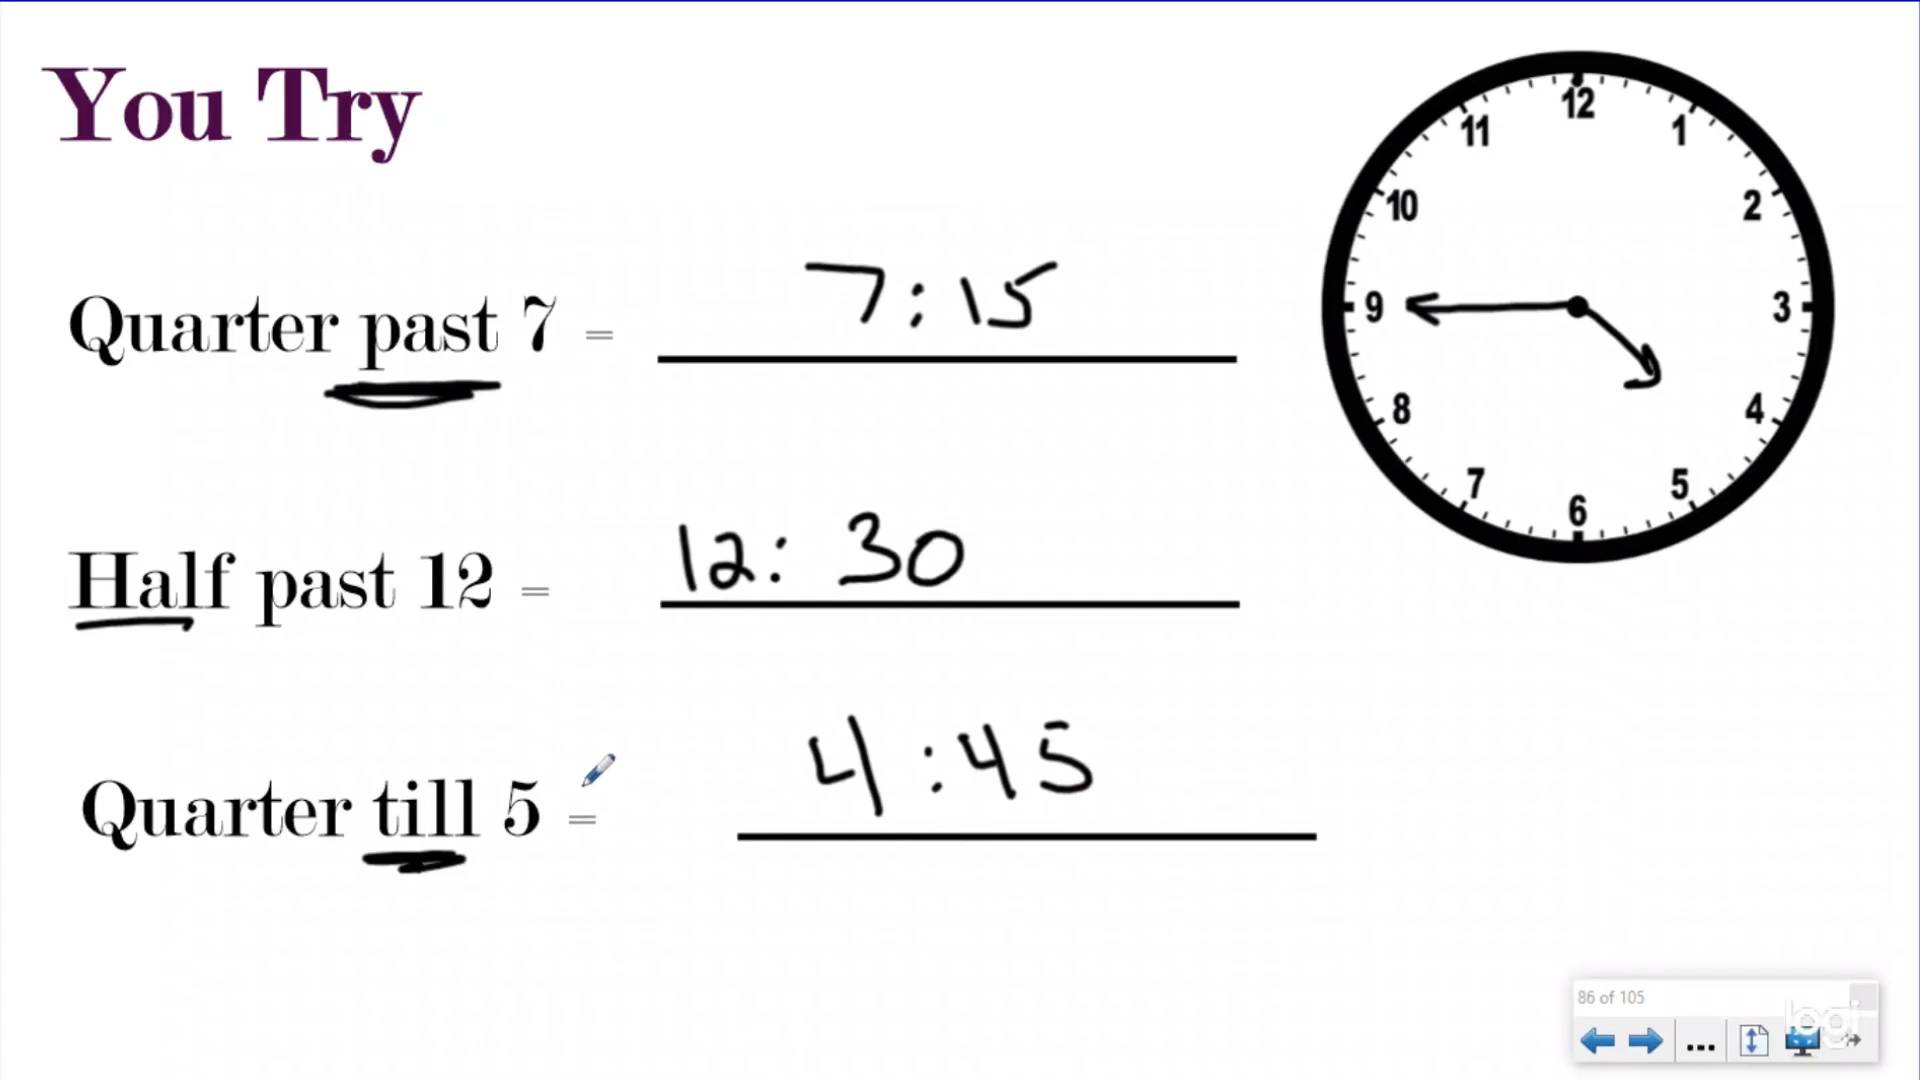 You Try
12
11
1
10
2
9
3
8
4
7
5
6
Quarter past 7 = 7:15
Half past 12 = 12:30
Quarter till 5 = 4:45
86 of 105
logi
...